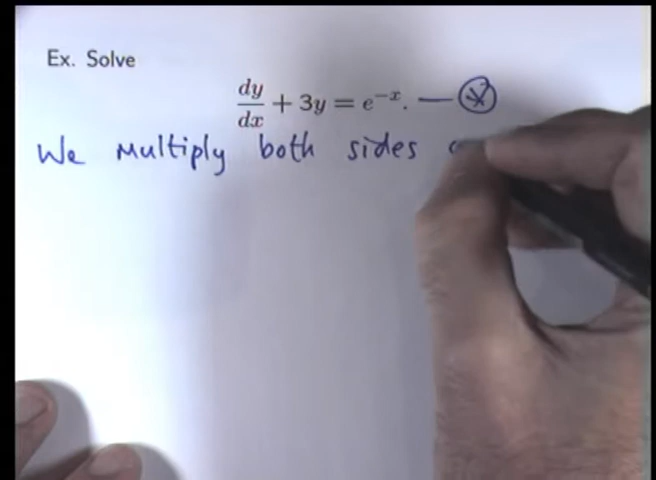 Ex. Solve
dy/dx + 3y = e^{-x}. — ⊛
We Multiply both sides